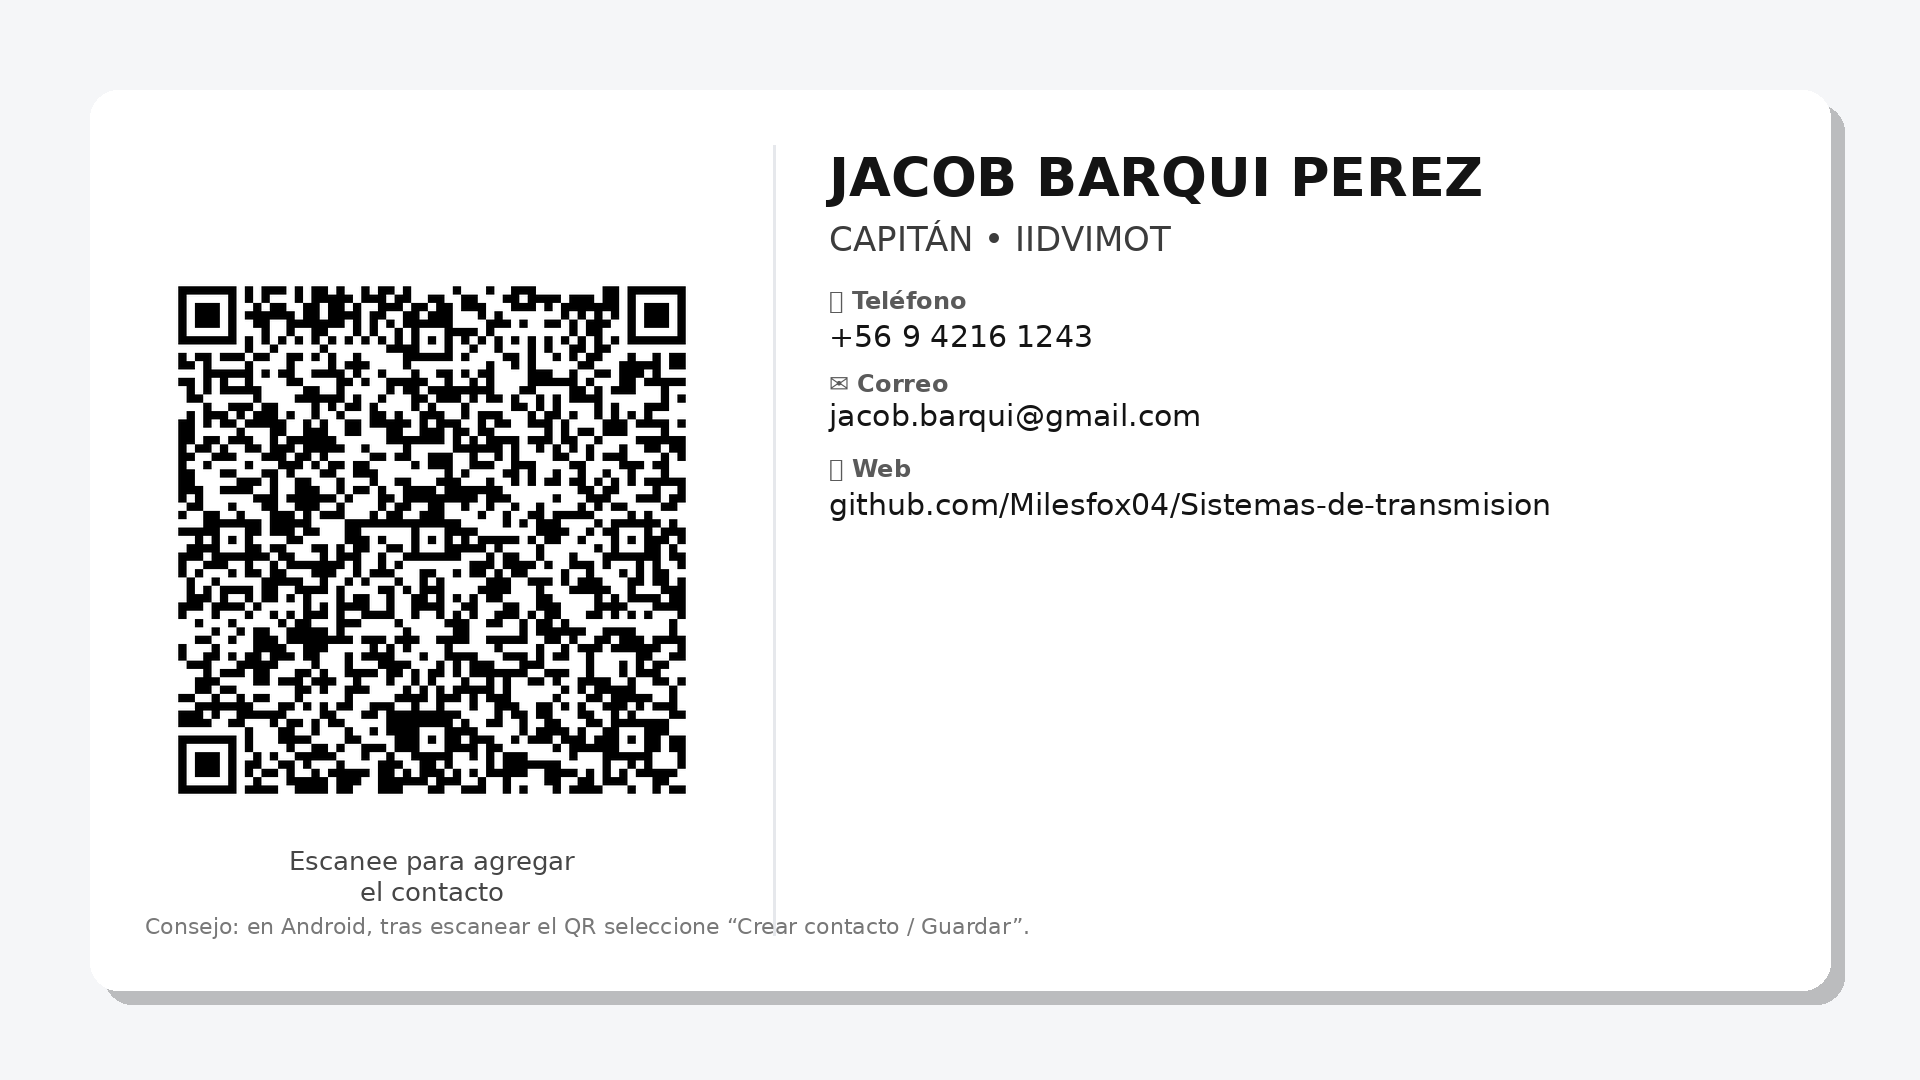 JACOB BARQUI PEREZ
CAPITÁN • IIDVIMOT
Teléfono
+56 9 4216 1243
✉ Correo
jacob.barqui@gmail.com
Web
github.com/Milesfox04/Sistemas-de-transmision
Escanee para agregar
el contacto
Consejo: en Android, tras escanear el QR seleccione “Crear contacto / Guardar”.